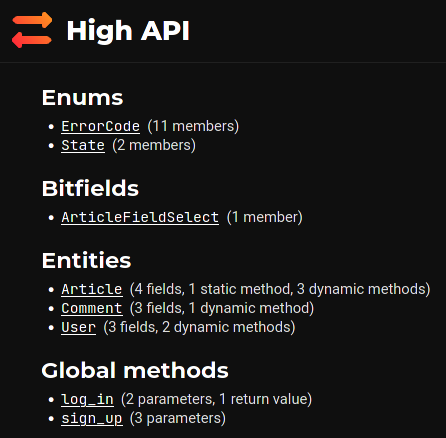 High API
Enums
• ErrorCode (11 members)
• State (2 members)
Bitfields
• ArticleFieldSelect (1 member)
Entities
• Article (4 fields, 1 static method, 3 dynamic methods)
• Comment (3 fields, 1 dynamic method)
• User (3 fields, 2 dynamic methods)
Global methods
• log_in (2 parameters, 1 return value)
• sign_up (3 parameters)